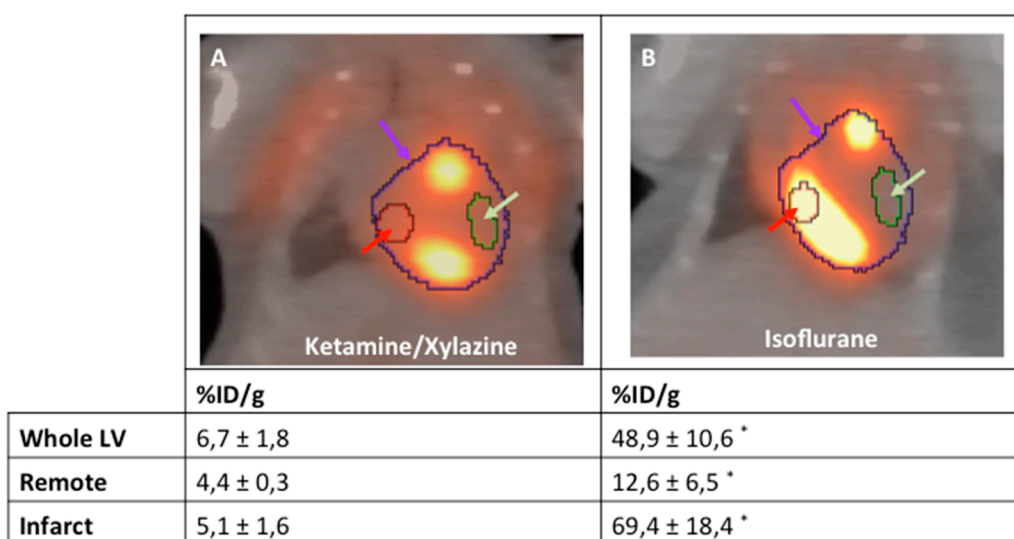 A
B
Ketamine/Xylazine
Isoflurane
%ID/g %ID/g
Whole LV 6,7 ± 1,8 48,9 ± 10,6 *
Remote 4,4 ± 0,3 12,6 ± 6,5 *
Infarct 5,1 ± 1,6 69,4 ± 18,4 *